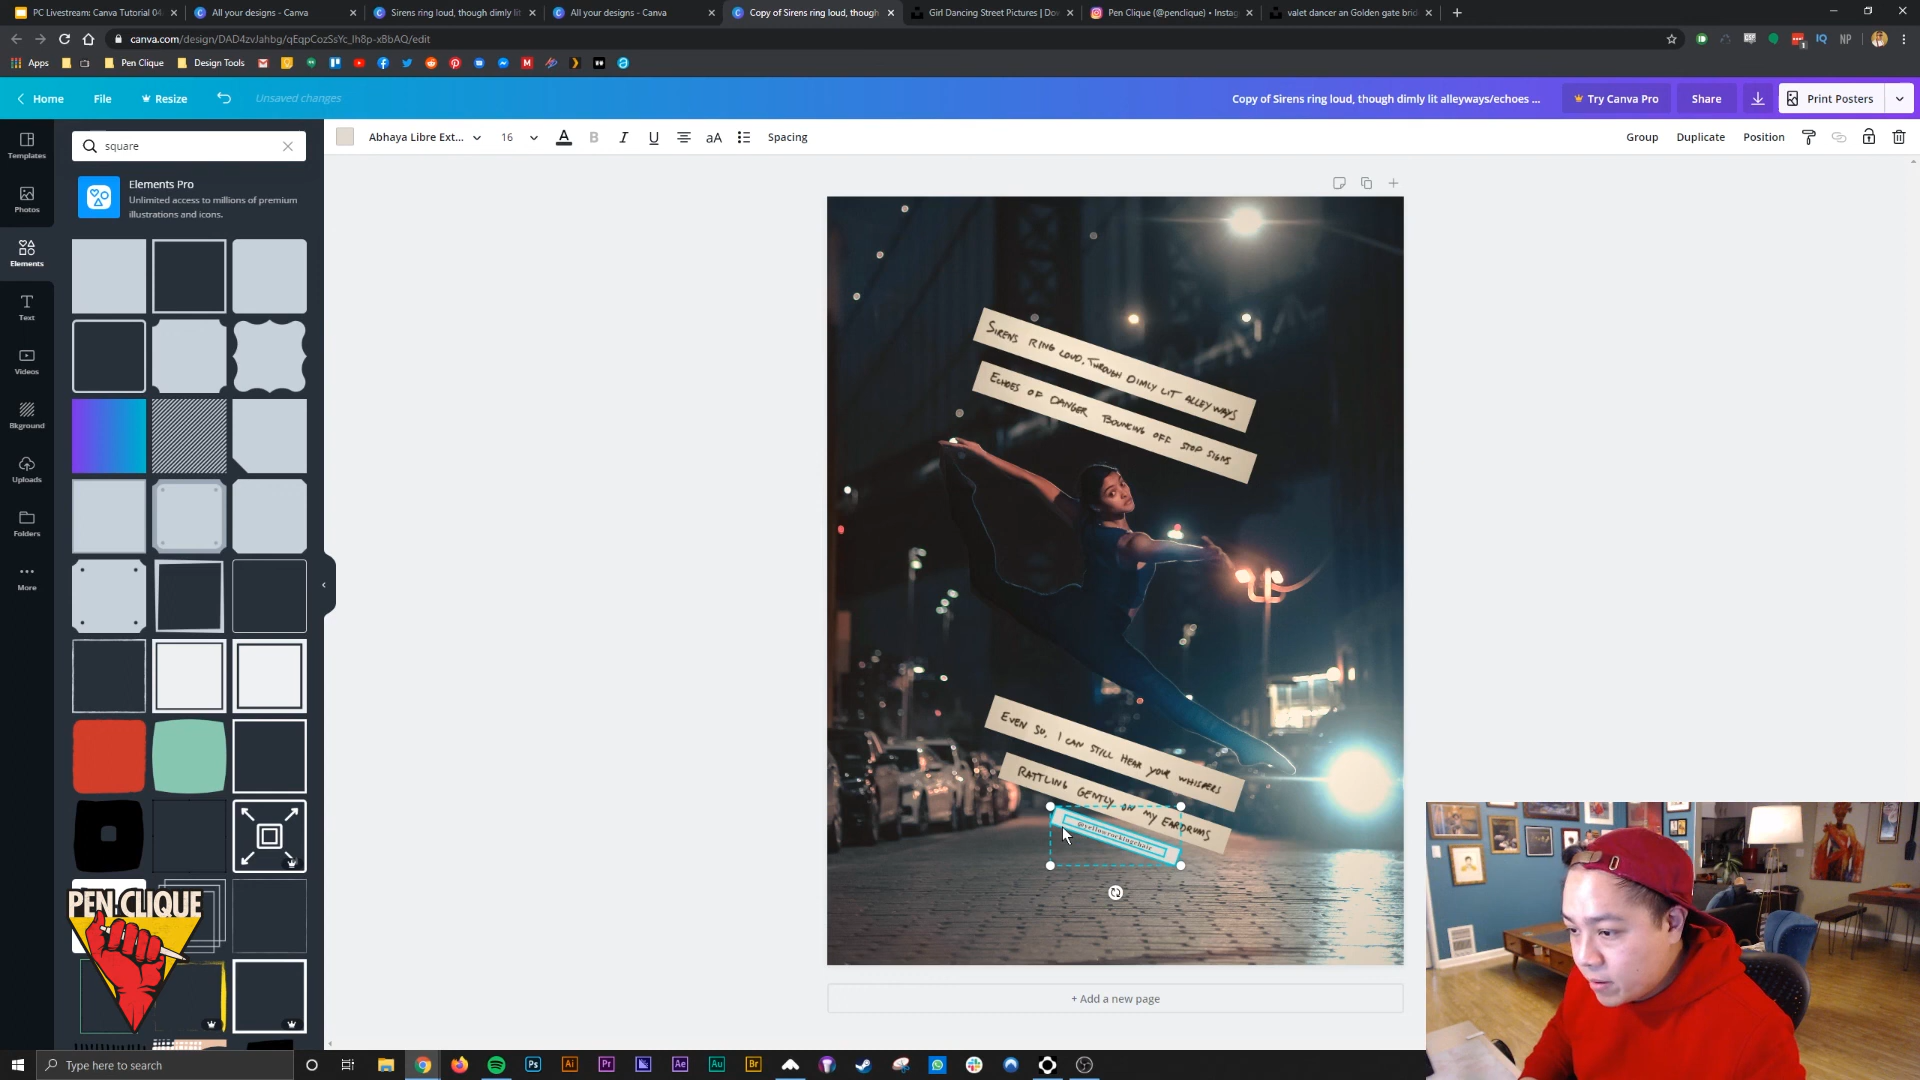 PC Livestream: Canva Tutorial 04
All your designs - Canva
Sirens ring loud, though dimly lit
All your designs - Canva
Copy of Sirens ring loud, though
Girl Dancing Street Pictures | Dow
Pen Clique (@penclique) • Instag
valet dancer an Golden gate brid
canva.com/design/DAD4zvJahbg/qEqpCozSsYc_lh8p-xBbAQ/edit
Apps
Pen Clique
Design Tools
Home
File
Resize
Unsaved changes
Copy of Sirens ring loud, though dimly lit alleyways/echoes ...
Try Canva Pro
Share
Print Posters
Templates
Photos
Elements
Text
Videos
Bkground
Uploads
Folders
More
square
Elements Pro
Unlimited access to millions of premium
illustrations and icons.
Abhaya Libre Ext...
16
Spacing
Group
Duplicate
Position
SIRENS RING LOUD, THROUGH DIMLY LIT ALLEYWAYS
ECHOES OF DANGER BOUNCING OFF STOP SIGNS
EVEN SO, I CAN STILL HEAR YOUR WHISPERS
RATTLING GENTLY ON MY EARDRUMS
@yellowrockingchair
+ Add a new page
PEN CLIQUE
Type here to search